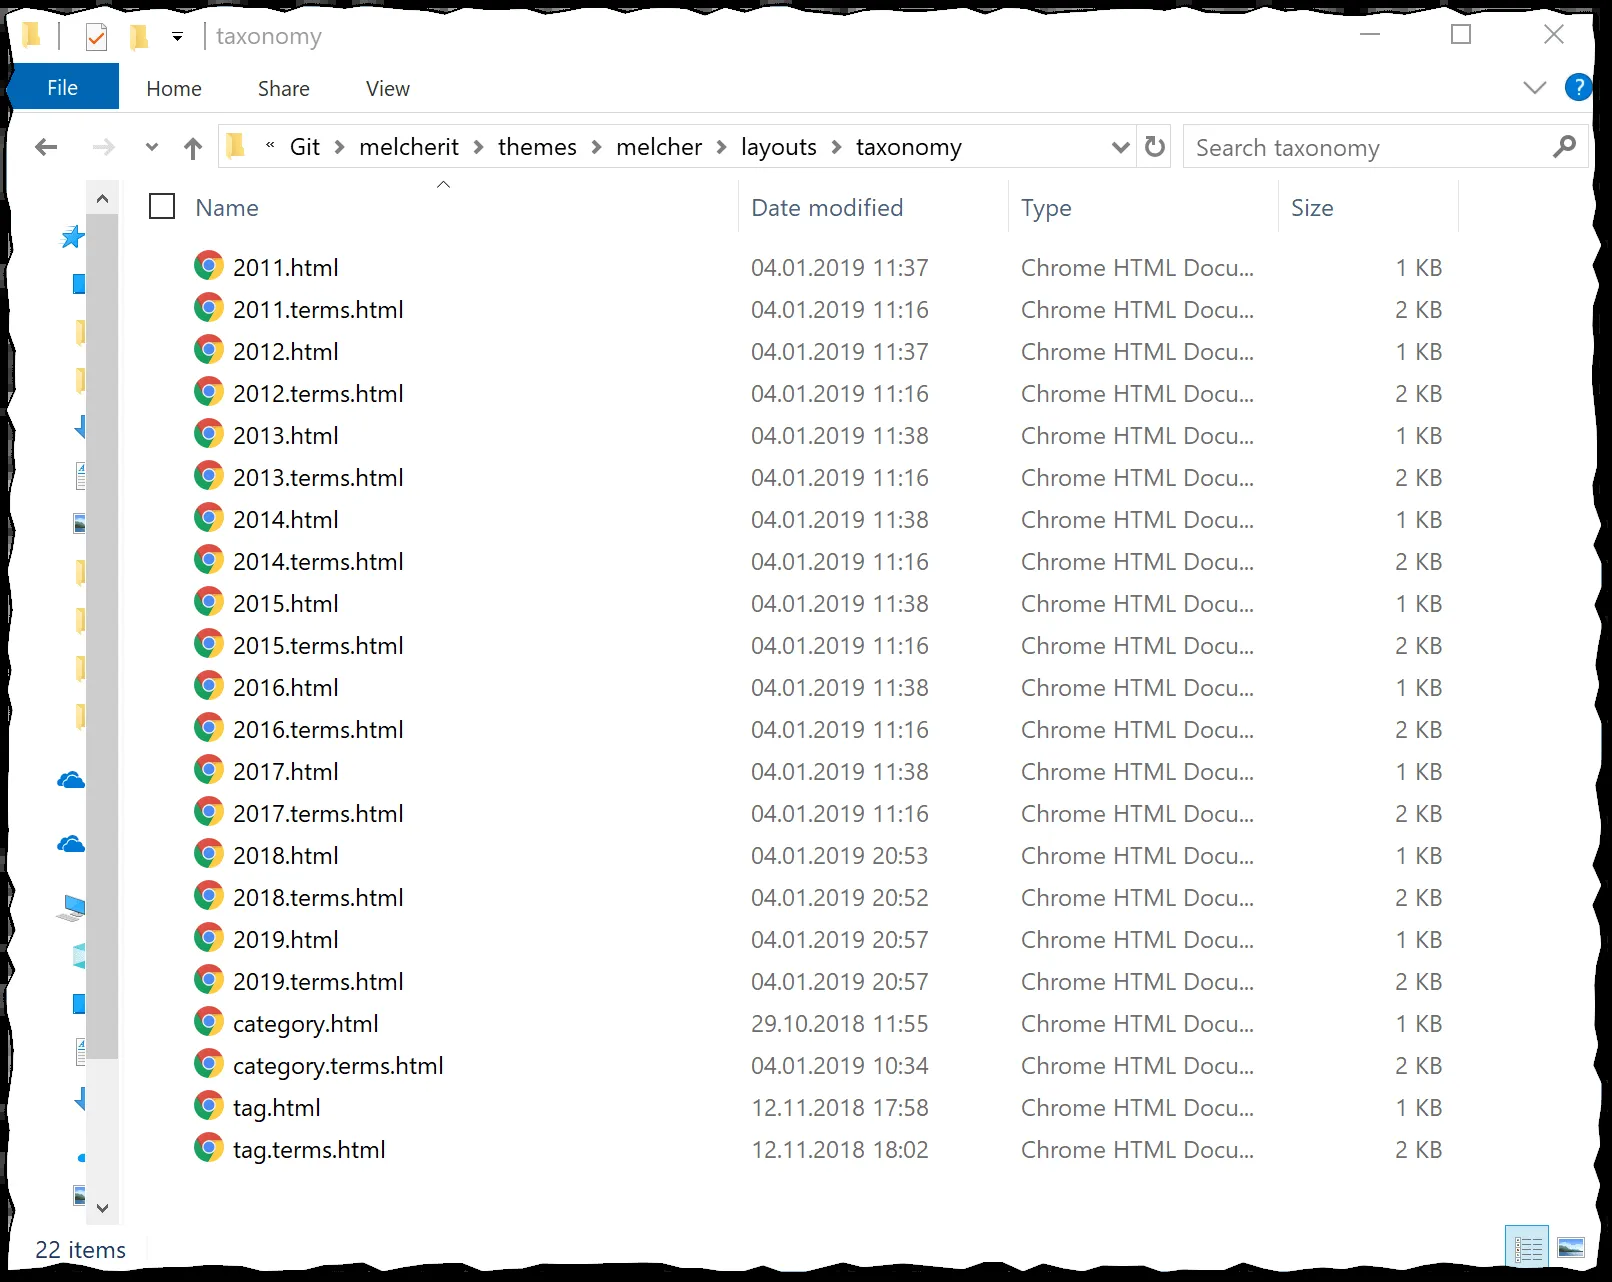 taxonomy
File Home Share View ?
« Git > melcherit > themes > melcher > layouts > taxonomy Search taxonomy
Name Date modified Type Size
2011.html 04.01.2019 11:37 Chrome HTML Docu... 1 KB
2011.terms.html 04.01.2019 11:16 Chrome HTML Docu... 2 KB
2012.html 04.01.2019 11:37 Chrome HTML Docu... 1 KB
2012.terms.html 04.01.2019 11:16 Chrome HTML Docu... 2 KB
2013.html 04.01.2019 11:38 Chrome HTML Docu... 1 KB
2013.terms.html 04.01.2019 11:16 Chrome HTML Docu... 2 KB
2014.html 04.01.2019 11:38 Chrome HTML Docu... 1 KB
2014.terms.html 04.01.2019 11:16 Chrome HTML Docu... 2 KB
2015.html 04.01.2019 11:38 Chrome HTML Docu... 1 KB
2015.terms.html 04.01.2019 11:16 Chrome HTML Docu... 2 KB
2016.html 04.01.2019 11:38 Chrome HTML Docu... 1 KB
2016.terms.html 04.01.2019 11:16 Chrome HTML Docu... 2 KB
2017.html 04.01.2019 11:38 Chrome HTML Docu... 1 KB
2017.terms.html 04.01.2019 11:16 Chrome HTML Docu... 2 KB
2018.html 04.01.2019 20:53 Chrome HTML Docu... 1 KB
2018.terms.html 04.01.2019 20:52 Chrome HTML Docu... 2 KB
2019.html 04.01.2019 20:57 Chrome HTML Docu... 1 KB
2019.terms.html 04.01.2019 20:57 Chrome HTML Docu... 2 KB
category.html 29.10.2018 11:55 Chrome HTML Docu... 1 KB
category.terms.html 04.01.2019 10:34 Chrome HTML Docu... 2 KB
tag.html 12.11.2018 17:58 Chrome HTML Docu... 1 KB
tag.terms.html 12.11.2018 18:02 Chrome HTML Docu... 2 KB
22 items